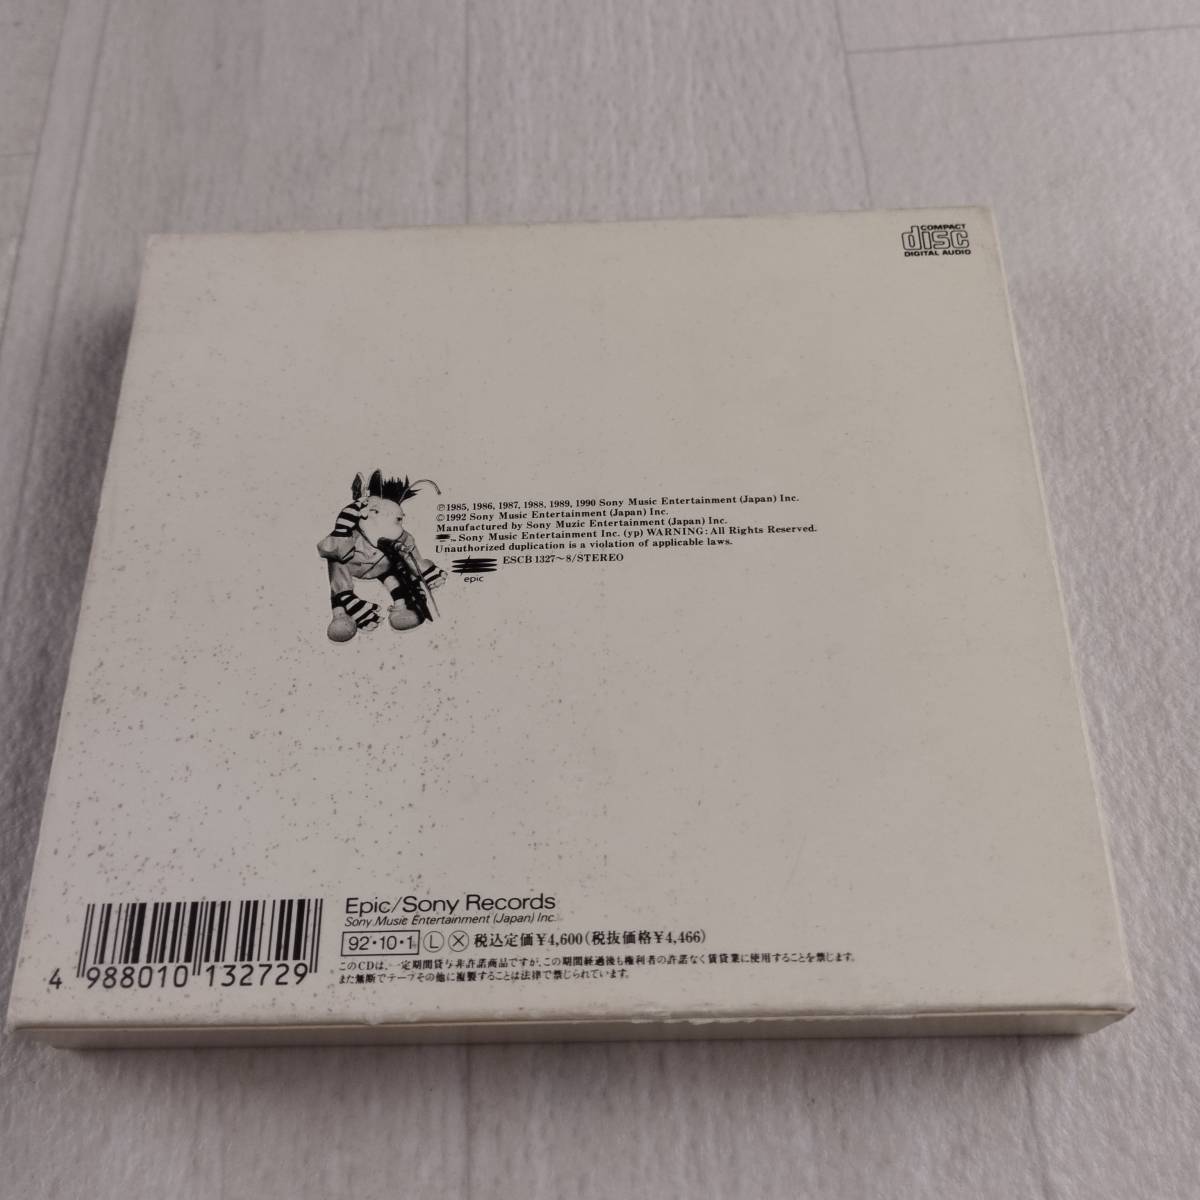 COMPACT
disc
DIGITAL AUDIO
℗1985, 1986, 1987, 1988, 1989, 1990 Sony Music Entertainment (Japan) Inc.
©1992 Sony Music Entertainment (Japan) Inc.
Manufactured by Sony Muzic Entertainment (Japan) Inc.
Sony Music Entertainment Inc. (yp) WARNING: All Rights Reserved.
Unauthorized duplication is a violation of applicable laws.
epic
ESCB 1327〜8/STEREO
Epic/Sony Records
Sony Music Entertainment (Japan) Inc.
92・10・1 Ⓛ Ⓧ 税込定価¥4,600(税抜価格¥4,466)
このCDは、一定期間貸与非許諾商品ですが、この期間経過後も権利者の許諾なく賃貸業に使用することを禁じます。
また無断でテープその他に複製することは法律で禁じられています。
4 988010 132729